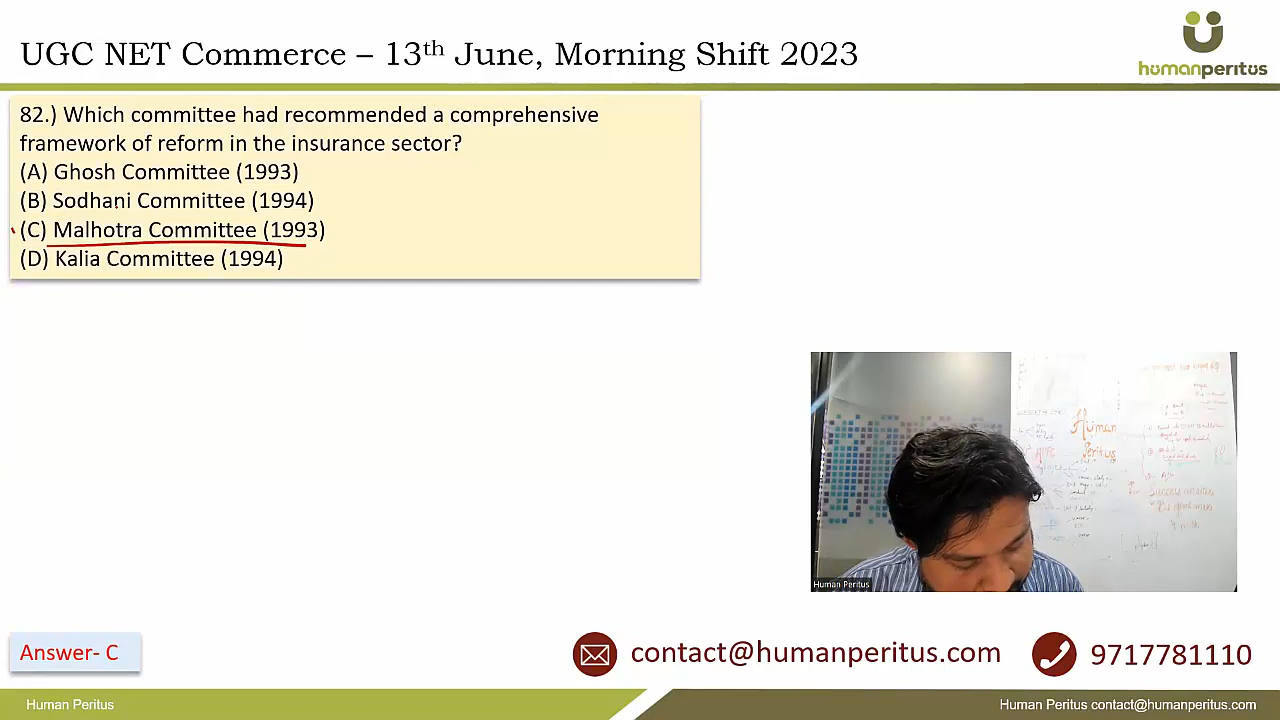 UGC NET Commerce – 13th June, Morning Shift 2023
humanperitus
82.) Which committee had recommended a comprehensive
framework of reform in the insurance sector?
(A) Ghosh Committee (1993)
(B) Sodhani Committee (1994)
(C) Malhotra Committee (1993)
(D) Kalia Committee (1994)
Human
Peritus
Human Peritus
Answer- C
contact@humanperitus.com
9717781110
Human Peritus
Human Peritus contact@humanperitus.com